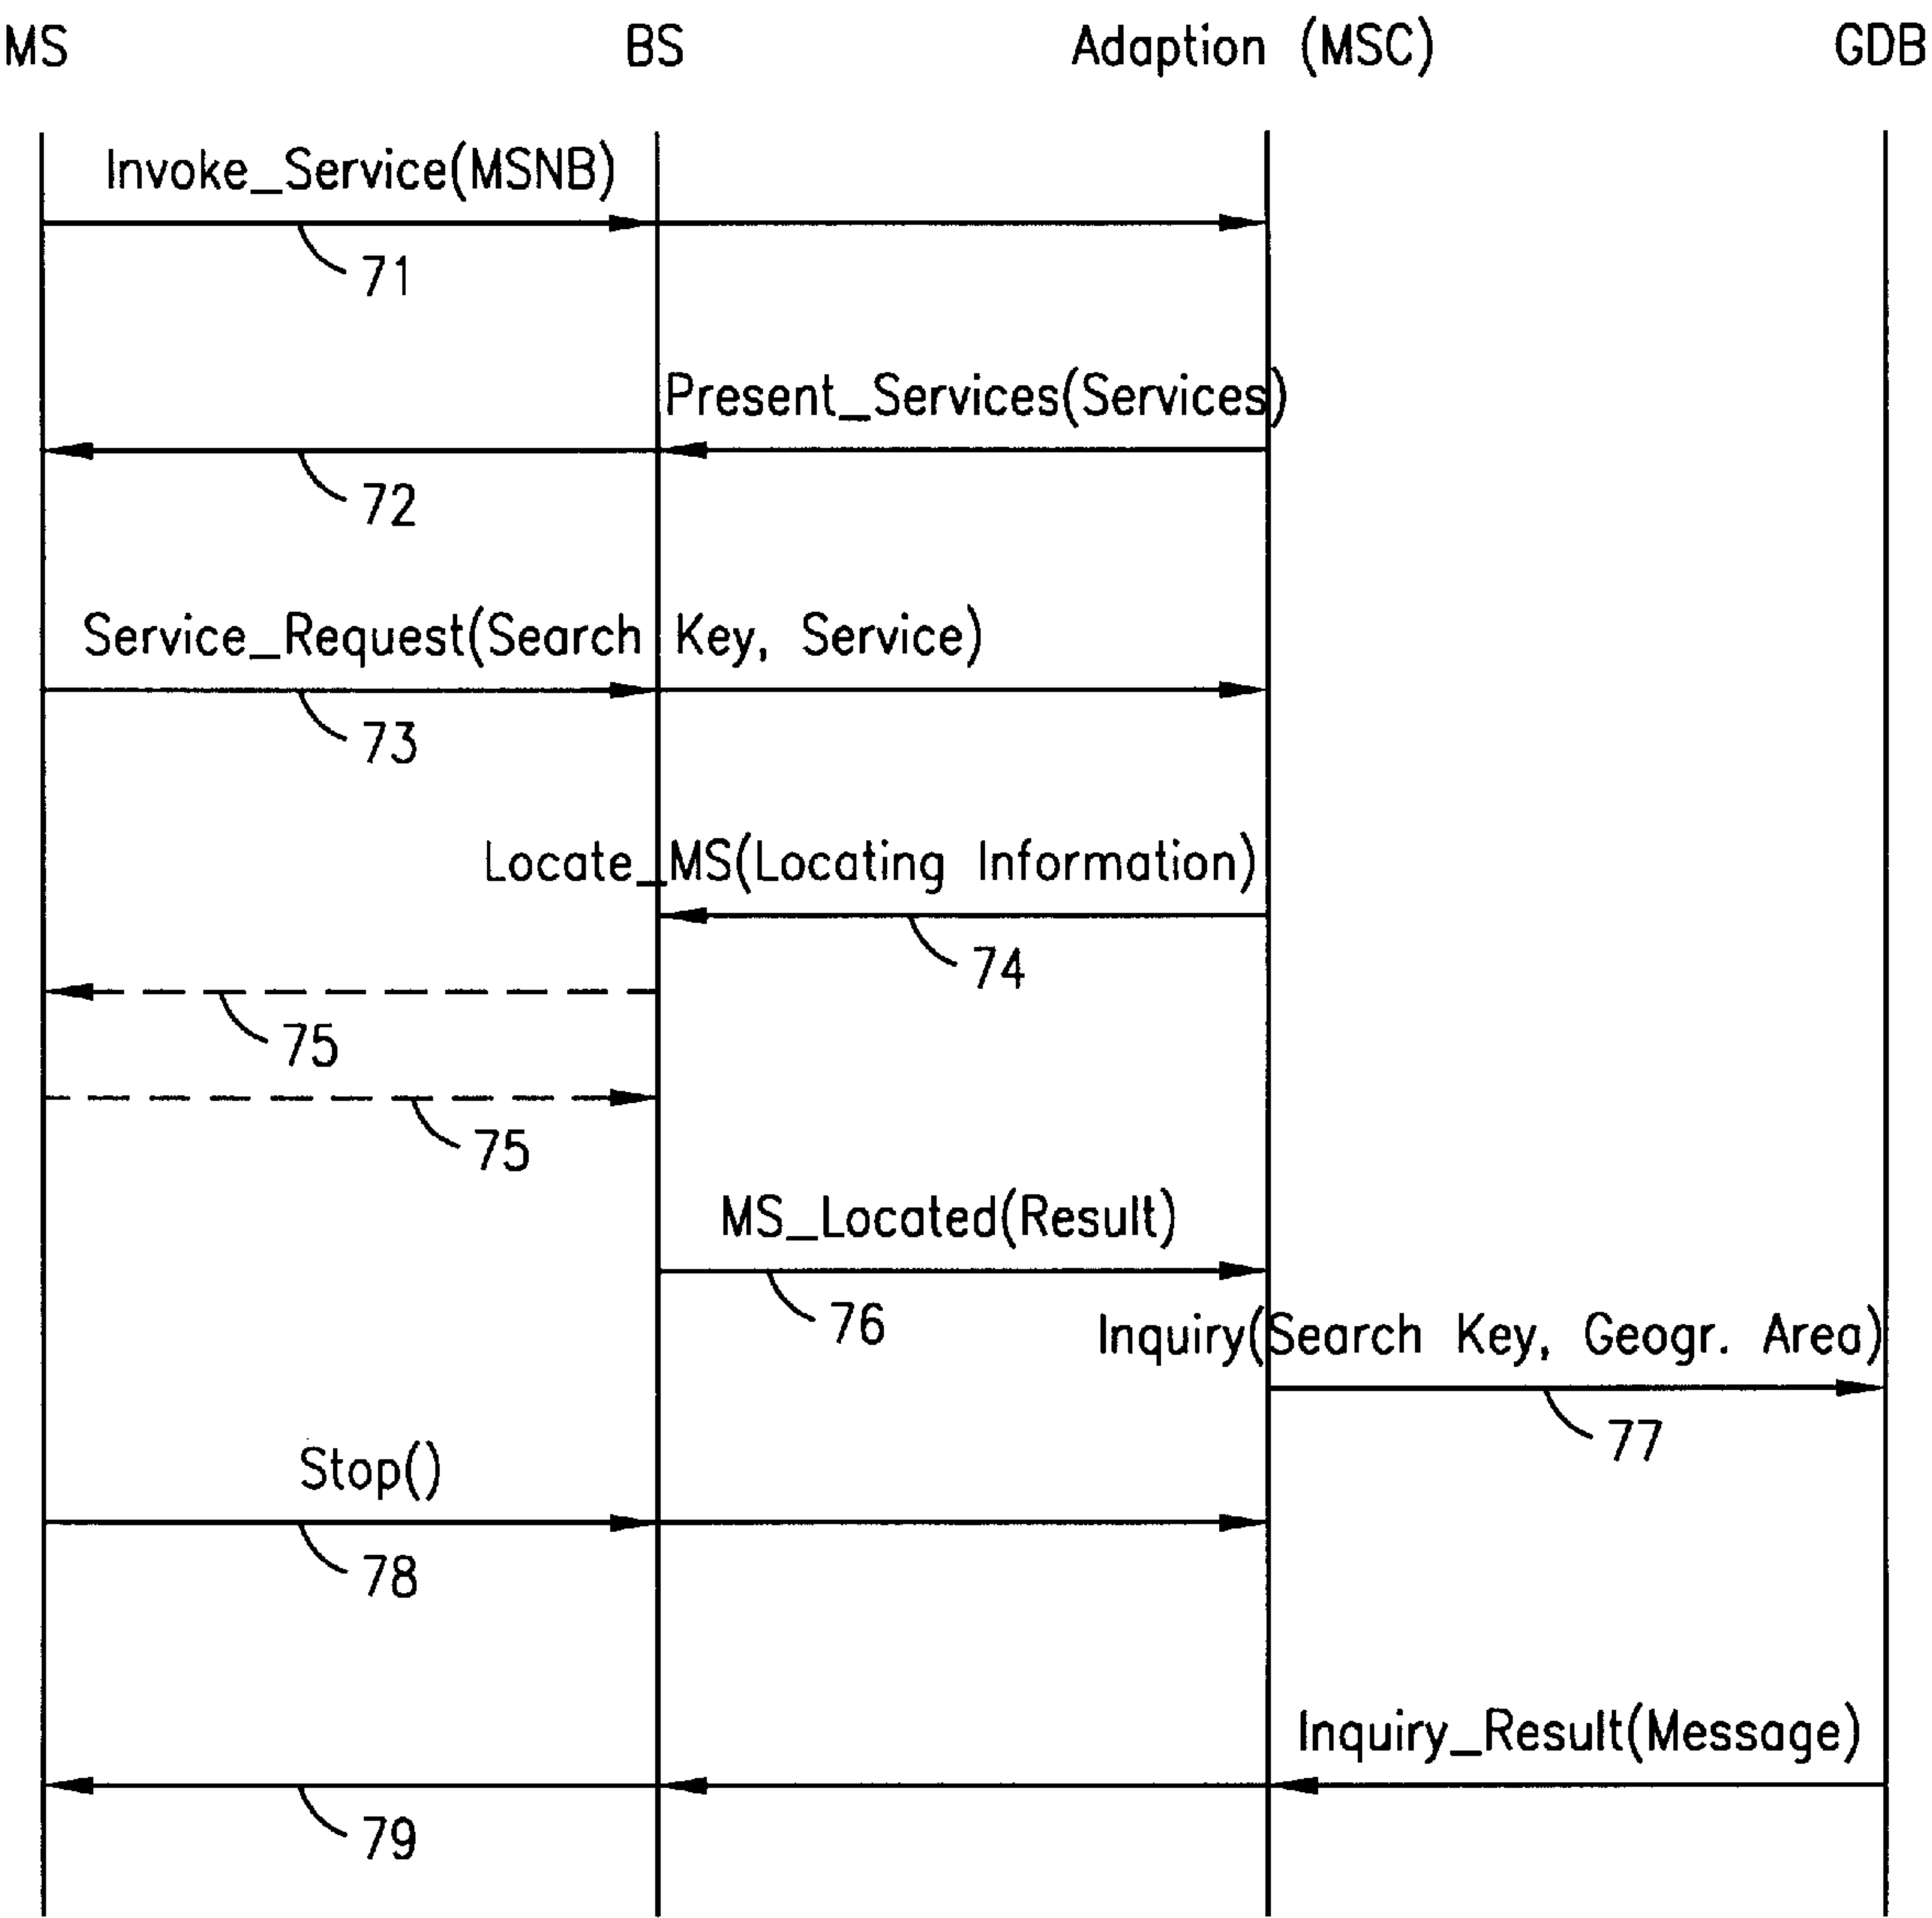 MS BS Adaption (MSC) GDB
Invoke_Service(MSNB)
71
Present_Services(Services)
72
Service_Request(Search Key, Service)
73
Locate_MS(Locating Information)
74
75
75
MS_Located(Result)
76
Inquiry(Search Key, Geogr. Area)
77
Stop()
78
Inquiry_Result(Message)
79